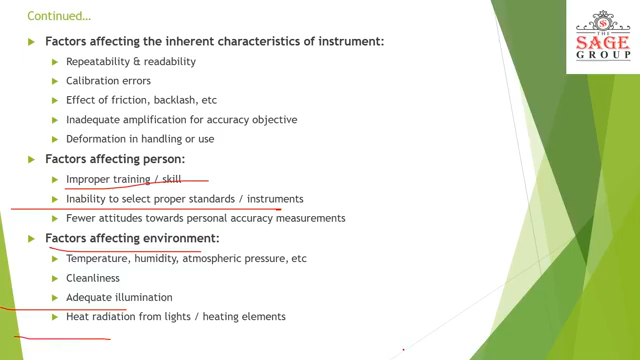 Continued…
THE
SAGE
GROUP
Factors affecting the inherent characteristics of instrument:
Repeatability & readability
Calibration errors
Effect of friction, backlash, etc
Inadequate amplification for accuracy objective
Deformation in handling or use
Factors affecting person:
Improper training / skill
Inability to select proper standards / instruments
Fewer attitudes towards personal accuracy measurements
Factors affecting environment:
Temperature, humidity, atmospheric pressure, etc
Cleanliness
Adequate illumination
Heat radiation from lights / heating elements